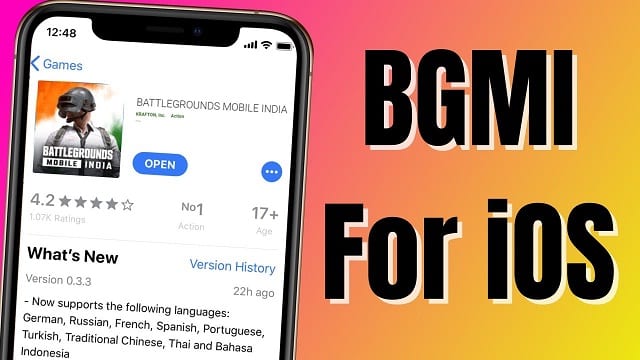 12:48
Games
BATTLEGROUNDS
MOBILE INDIA
BATTLEGROUNDS MOBILE INDIA
KRAFTON, Inc. Action
OPEN
4.2
1.07K Ratings
No1
Action
17+
Age
What's New
Version History
Version 0.3.3
22h ago
- Now supports the following languages:
German, Russian, French, Spanish, Portuguese,
Turkish, Traditional Chinese, Thai and Bahasa
Indonesia
BGMI
For iOS